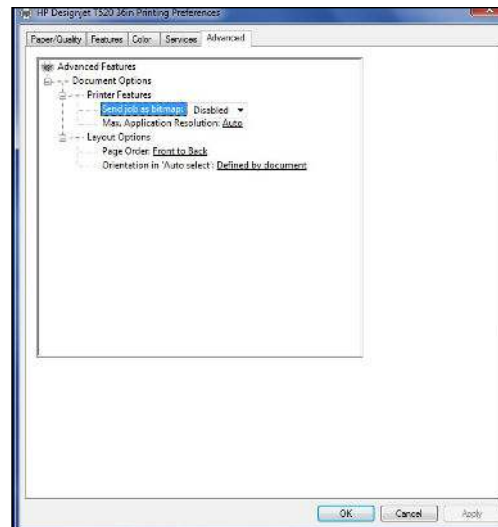 HP Designjet T520 36in Printing Preferences
Paper/Quality Features Color Services Advanced
Advanced Features
Document Options
Printer Features
Send job as bitmap: Disabled
Max. Application Resolution: Auto
Layout Options
Page Order: Front to Back
Orientation in 'Auto select': Defined by document
OK Cancel Apply